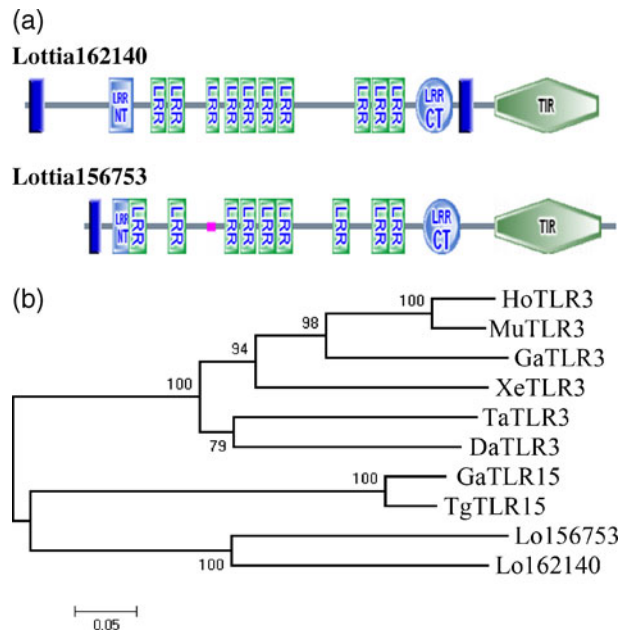 (a)
Lottia162140
LRR NT LRR LRR LRR LRR LRR LRR LRR LRR LRR LRR LRR CT TIR
Lottia156753
LRR NT LRR LRR LRR LRR LRR LRR LRR LRR LRR LRR CT TIR
(b)
100 HoTLR3
98 MuTLR3
94 GaTLR3
100 XeTLR3
TaTLR3
79 DaTLR3
100 GaTLR15
TgTLR15
Lo156753
100 Lo162140
0.05